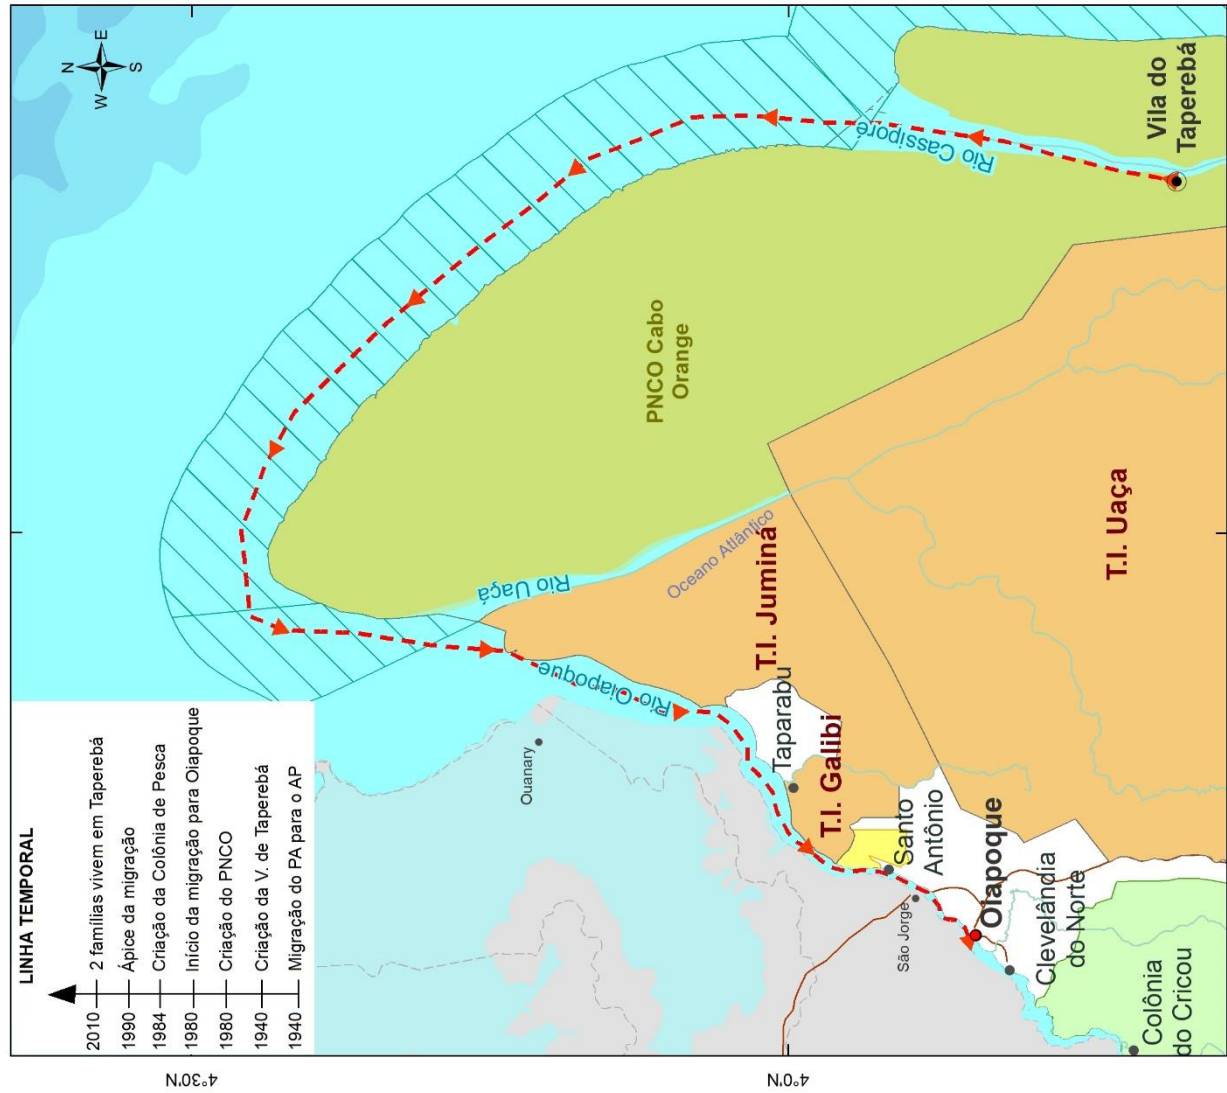 LINHA TEMPORAL
2010 2 famílias vivem em Taperebá
1990 Ápice da migração
1984 Criação da Colônia de Pesca
1980 Início da migração para Oiapoque
1980 Criação do PNCO
1940 Criação da V. de Taperebá
1940 Migração do PA para o AP
N
W E
S
4°30'N
4°0'N
Rio Cassiporé
Vila do
Taperebá
PNCO Cabo
Orange
Rio Uaçá
Oceano Atlântico
Rio Oiapoque
Ouanary
T.I. Juminá
Taparabu
T.I. Galibi
T.I. Uaça
Santo
Antônio
São Jorge
Oiapoque
Clevelândia
do Norte
Colônia
do Cricou